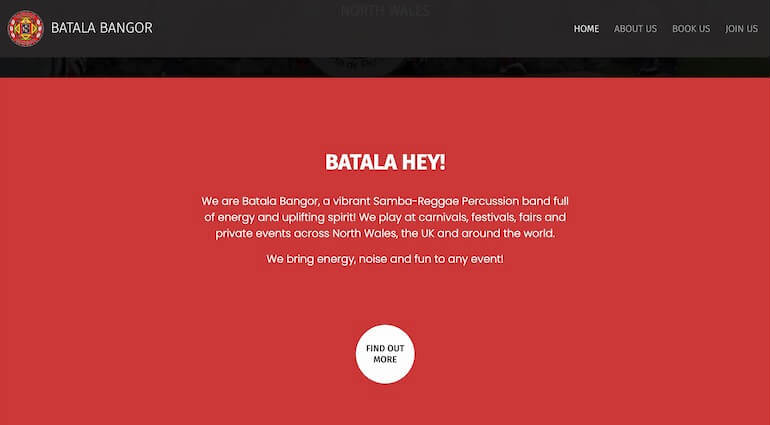 NORTH WALES
BATALA BANGOR
HOME
ABOUT US
BOOK US
JOIN US
BATALA HEY!
We are Batala Bangor, a vibrant Samba-Reggae Percussion band full
of energy and uplifting spirit! We play at carnivals, festivals, fairs and
private events across North Wales, the UK and around the world.
We bring energy, noise and fun to any event!
FIND OUT
MORE